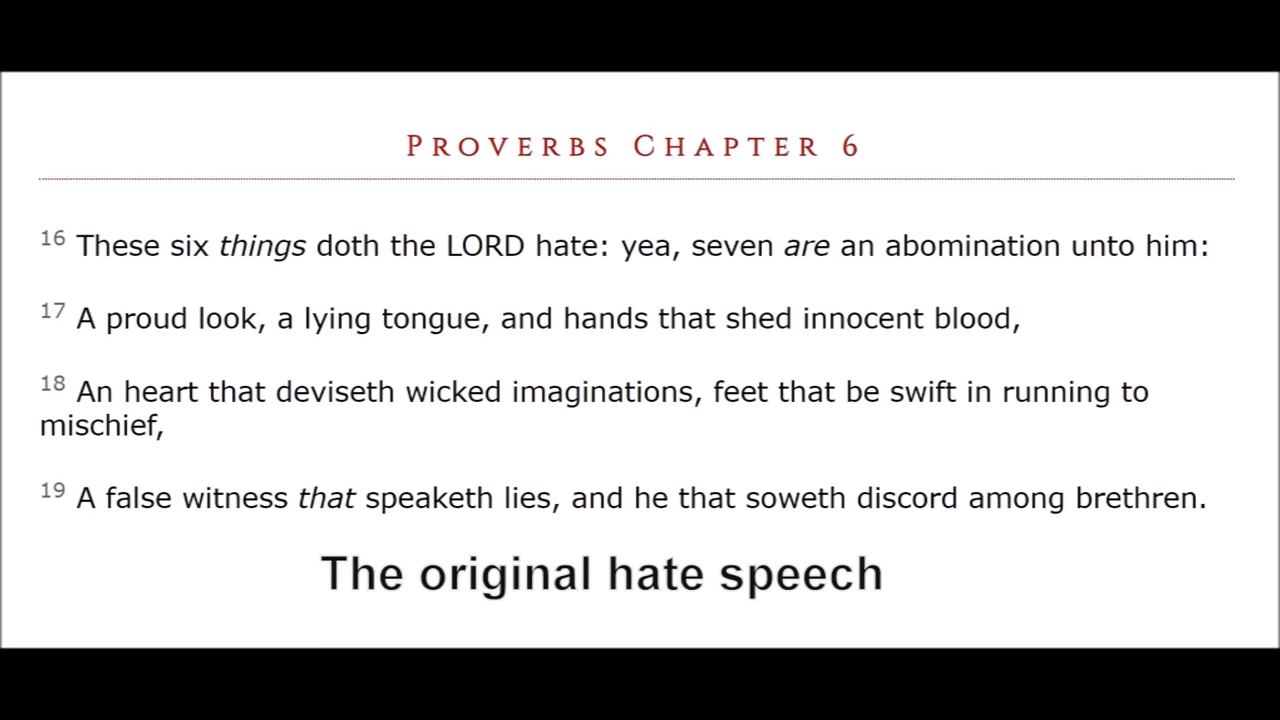 PROVERBS CHAPTER 6
16 These six things doth the LORD hate: yea, seven are an abomination unto him:
17 A proud look, a lying tongue, and hands that shed innocent blood,
18 An heart that deviseth wicked imaginations, feet that be swift in running to
mischief,
19 A false witness that speaketh lies, and he that soweth discord among brethren.
The original hate speech